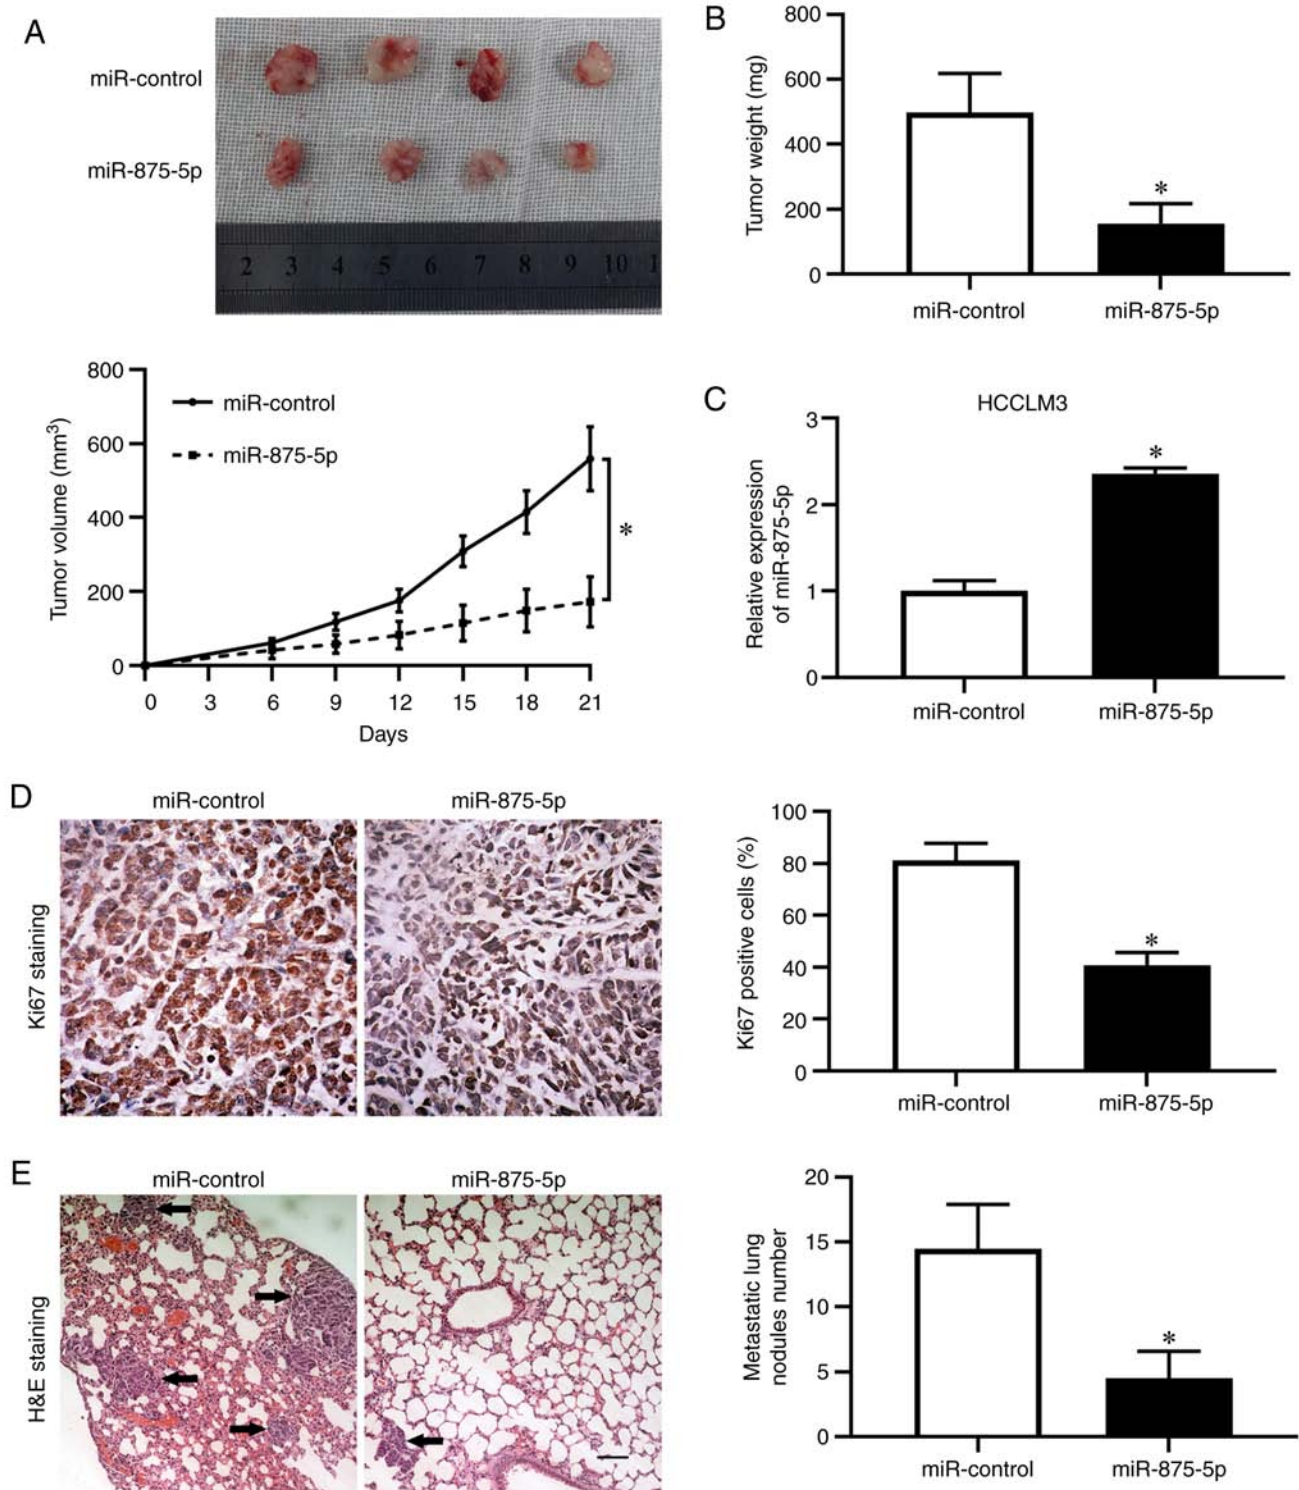 A
miR-control
miR-875-5p
2 3 4 5 6 7 8 9 10 1
800
600
400
200
0
Tumor volume (mm³)
miR-control
miR-875-5p
*
0 3 6 9 12 15 18 21
Days
B
800
600
400
200
0
Tumor weight (mg)
*
miR-control miR-875-5p
C
HCCLM3
3
2
1
0
Relative expression
of miR-875-5p
*
miR-control miR-875-5p
D
miR-control miR-875-5p
Ki67 staining
100
80
60
40
20
0
Ki67 positive cells (%)
*
miR-control miR-875-5p
E
miR-control miR-875-5p
H&E staining
20
15
10
5
0
Metastatic lung
nodules number
*
miR-control miR-875-5p